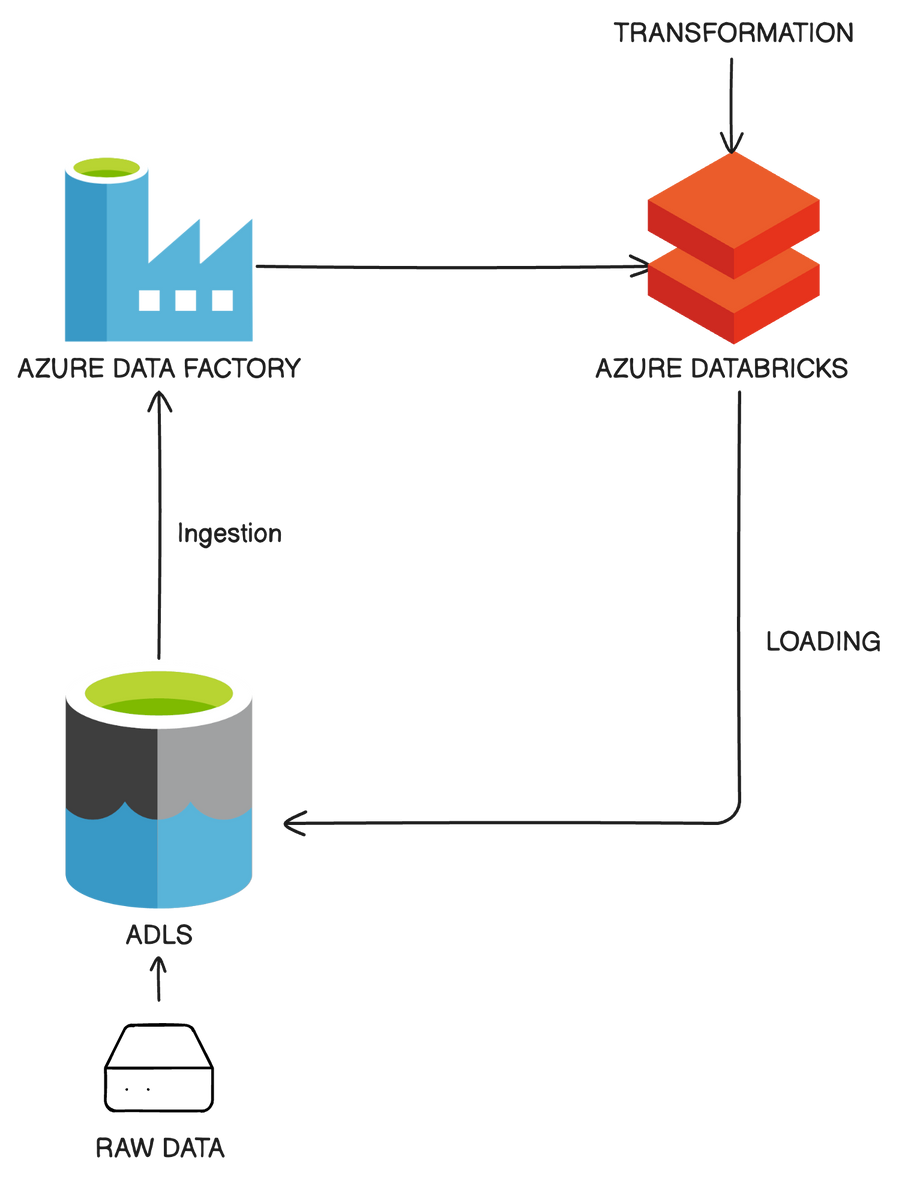 TRANSFORMATION
AZURE DATA FACTORY
AZURE DATABRICKS
Ingestion
LOADING
ADLS
RAW DATA